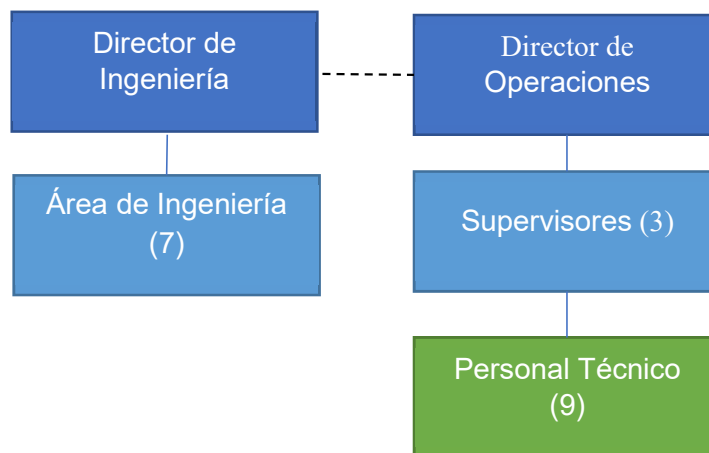 Director de
Ingeniería
Director de
Operaciones
Área de Ingeniería
(7)
Supervisores (3)
Personal Técnico
(9)